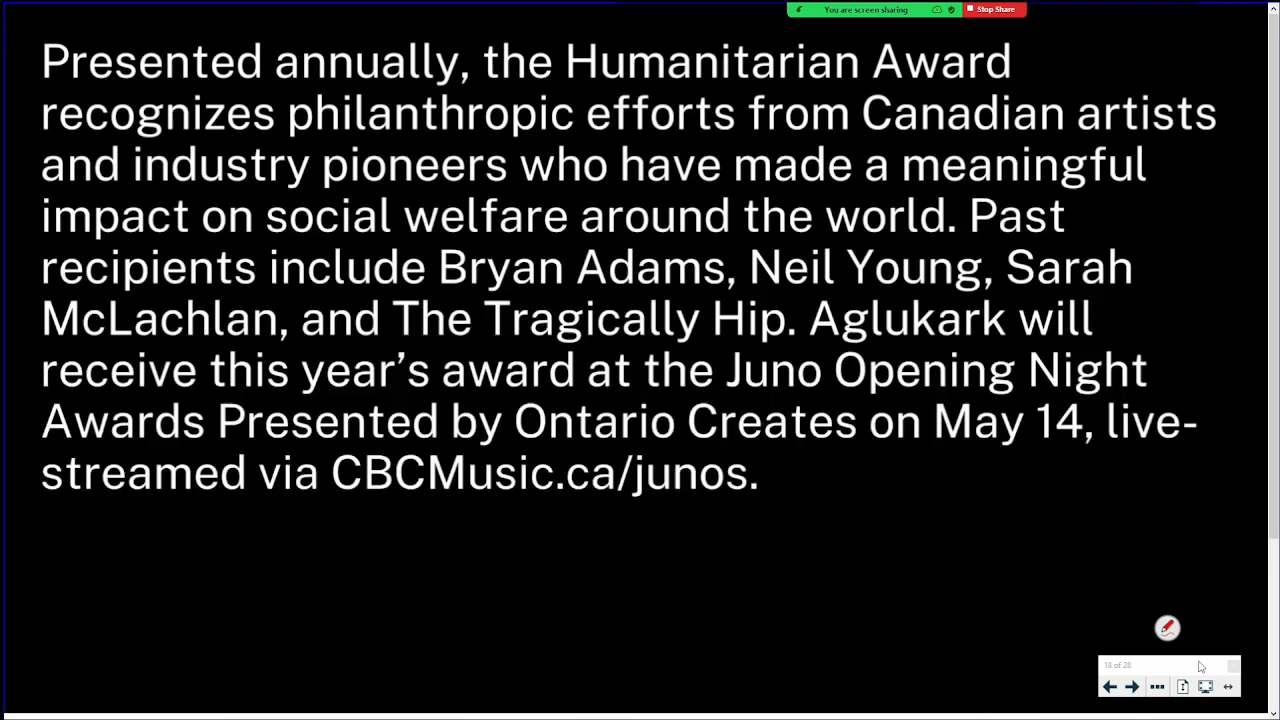 You are screen sharing
Stop Share
Presented annually, the Humanitarian Award
recognizes philanthropic efforts from Canadian artists
and industry pioneers who have made a meaningful
impact on social welfare around the world. Past
recipients include Bryan Adams, Neil Young, Sarah
McLachlan, and The Tragically Hip. Aglukark will
receive this year’s award at the Juno Opening Night
Awards Presented by Ontario Creates on May 14, live-
streamed via CBCMusic.ca/junos.
18 of 28